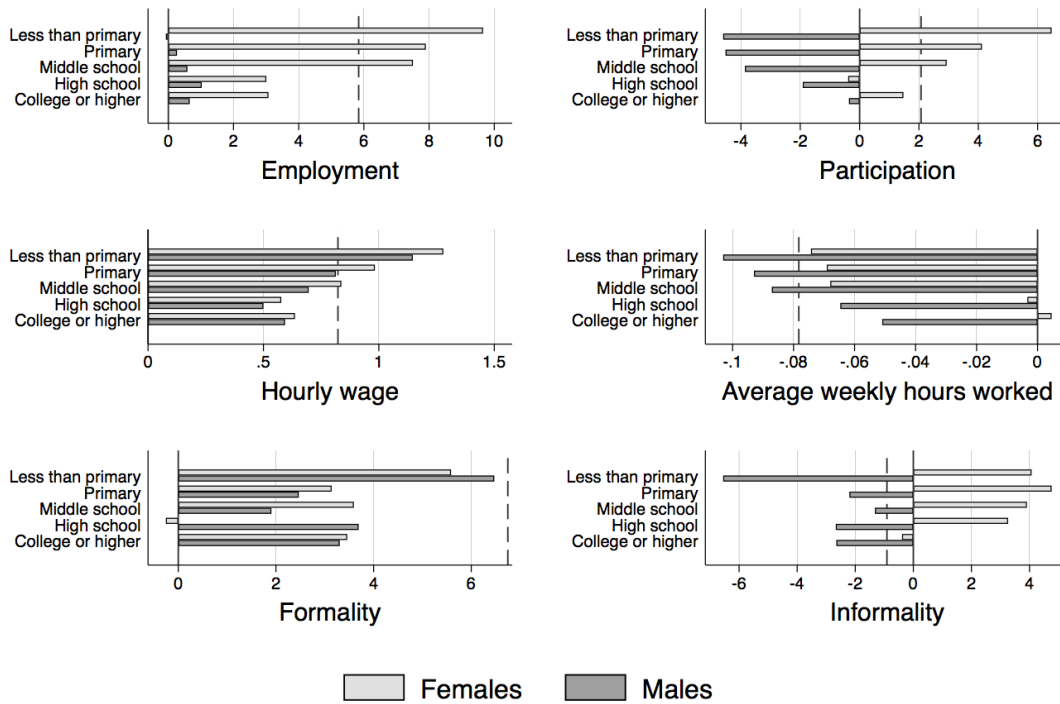 Less than primary
Primary
Middle school
High school
College or higher
0 2 4 6 8 10
Employment
Less than primary
Primary
Middle school
High school
College or higher
-4 -2 0 2 4 6
Participation
Less than primary
Primary
Middle school
High school
College or higher
0 .5 1 1.5
Hourly wage
Less than primary
Primary
Middle school
High school
College or higher
-.1 -.08 -.06 -.04 -.02 0
Average weekly hours worked
Less than primary
Primary
Middle school
High school
College or higher
0 2 4 6
Formality
Less than primary
Primary
Middle school
High school
College or higher
-6 -4 -2 0 2 4
Informality
Females Males